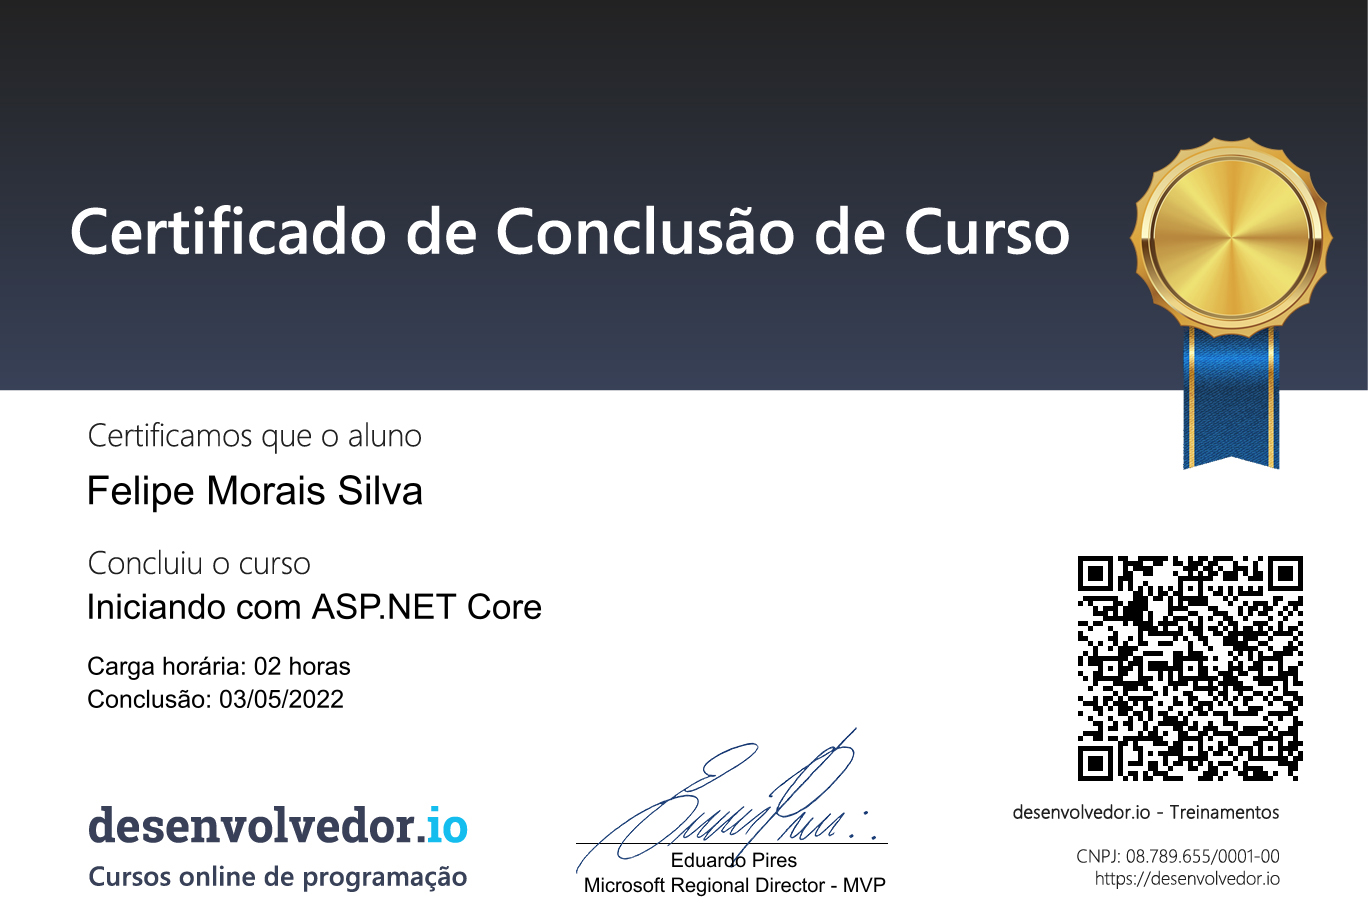 Certificado de Conclusão de Curso
Certificamos que o aluno
Felipe Morais Silva
Concluiu o curso
Iniciando com ASP.NET Core
Carga horária: 02 horas
Conclusão: 03/05/2022
desenvolvedor.io
Cursos online de programação
Eduardo Pires
Microsoft Regional Director - MVP
desenvolvedor.io - Treinamentos
CNPJ: 08.789.655/0001-00
https://desenvolvedor.io